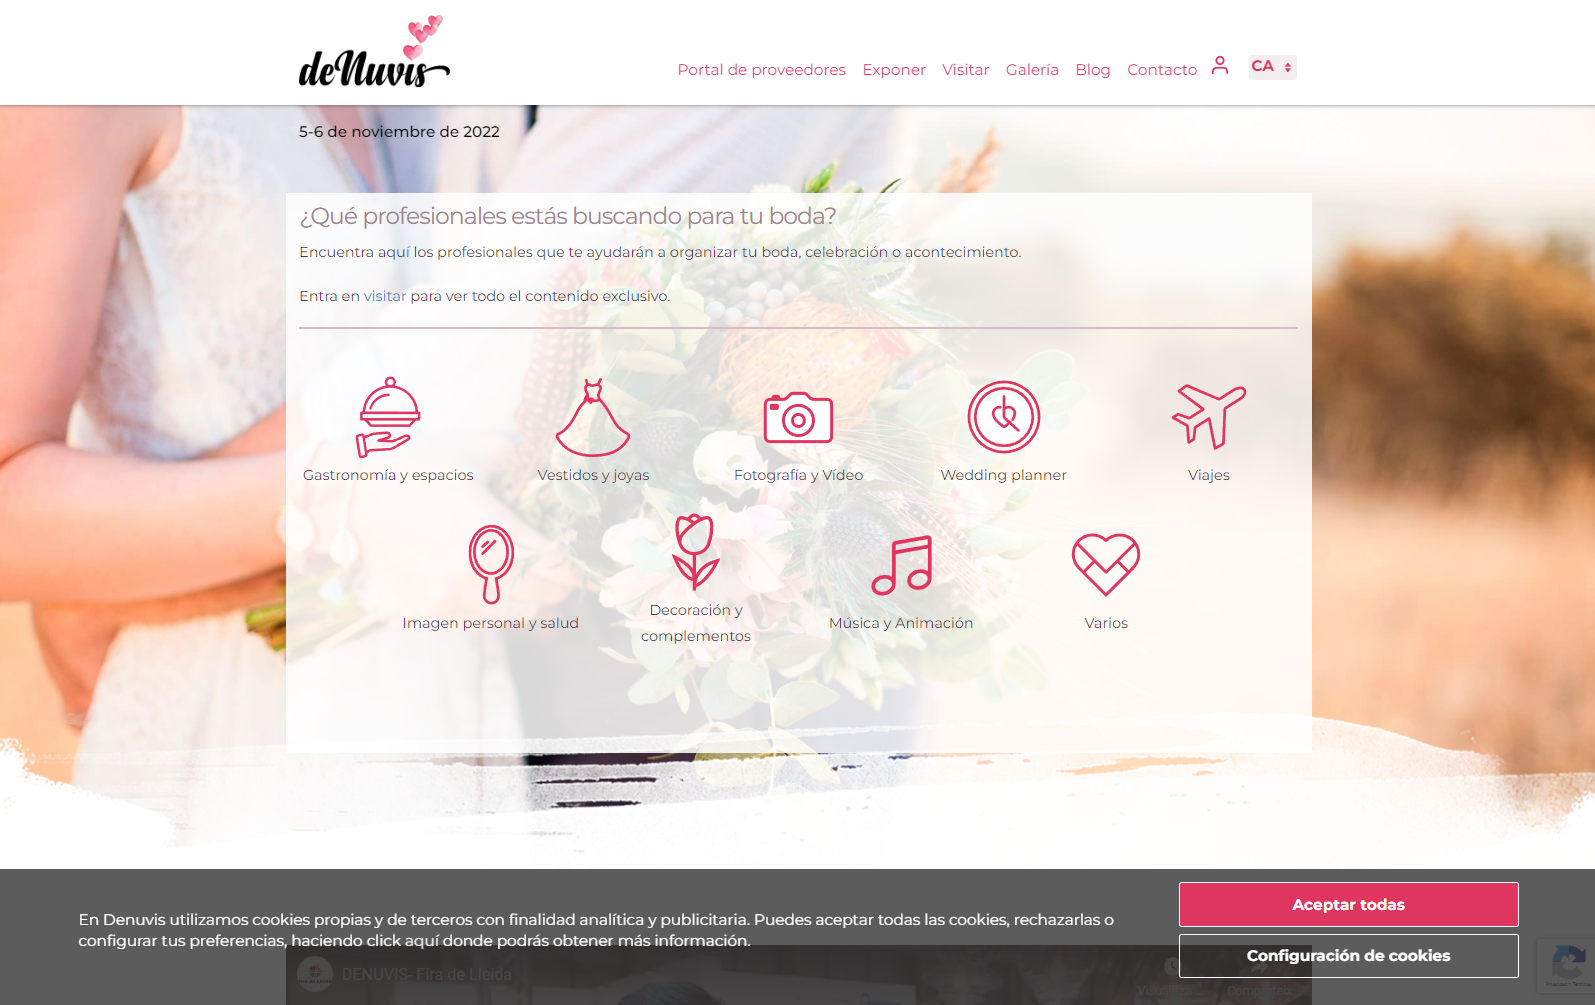 deNuvis
Portal de proveedores Exponer Visitar Galería Blog Contacto CA
5-6 de noviembre de 2022
¿Qué profesionales estás buscando para tu boda?
Encuentra aquí los profesionales que te ayudarán a organizar tu boda, celebración o acontecimiento.
Entra en visitar para ver todo el contenido exclusivo.
Gastronomía y espacios
Vestidos y joyas
Fotografía y Vídeo
Wedding planner
Viajes
Imagen personal y salud
Decoración y
complementos
Música y Animación
Varios
En Denuvis utilizamos cookies propias y de terceros con finalidad analítica y publicitaria. Puedes aceptar todas las cookies, rechazarlas o
configurar tus preferencias, haciendo click aquí donde podrás obtener más información.
Aceptar todas
Configuración de cookies
DENUVIS- Fira de Lleida